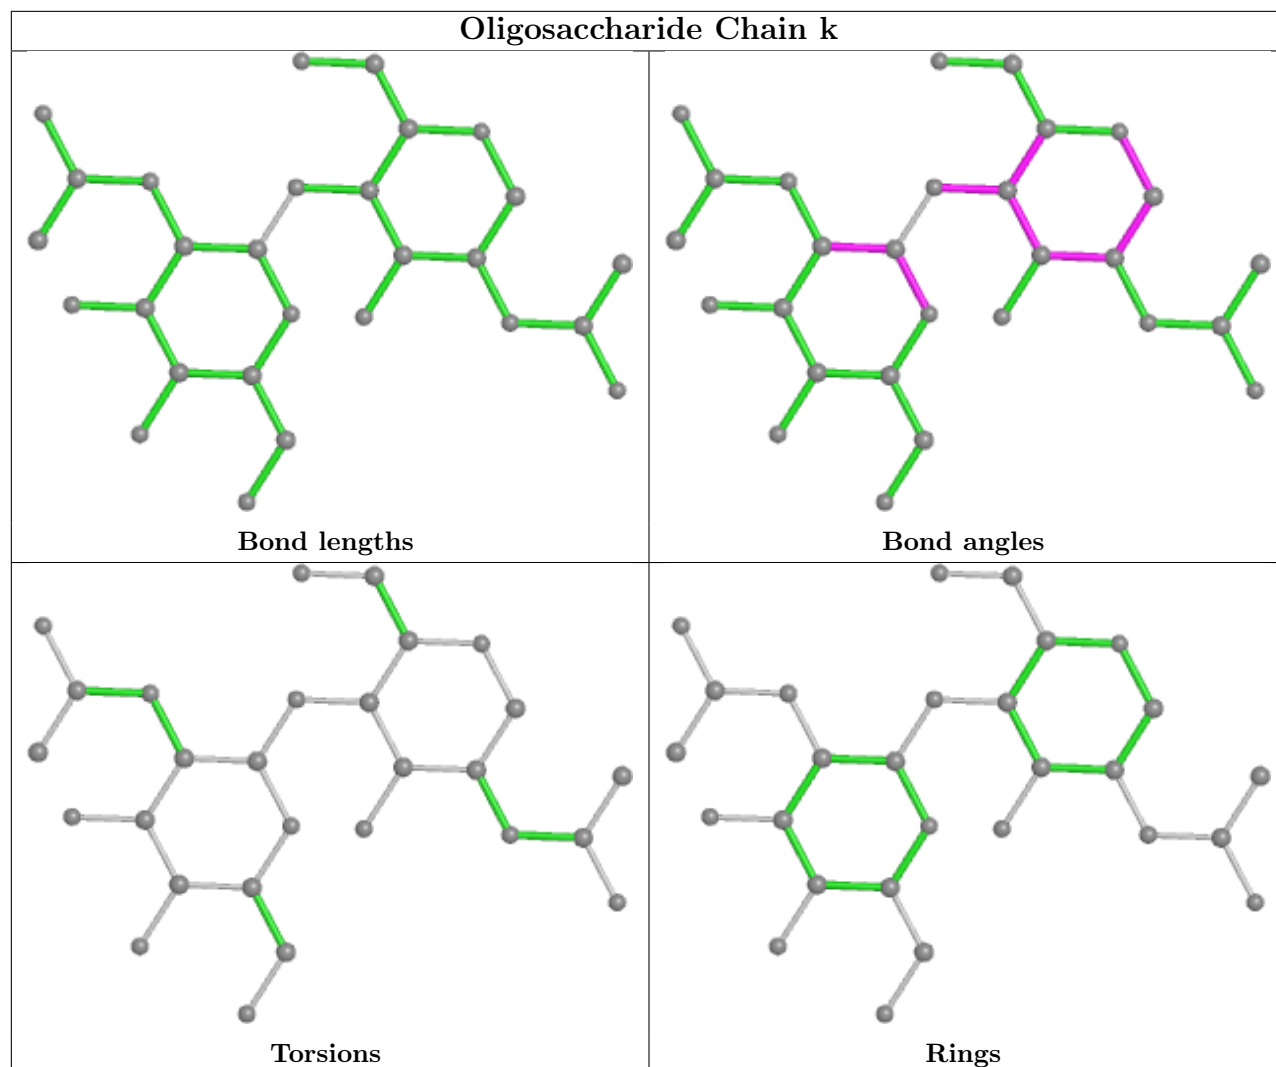 Oligosaccharide Chain k
Bond lengths
Bond angles
Torsions
Rings